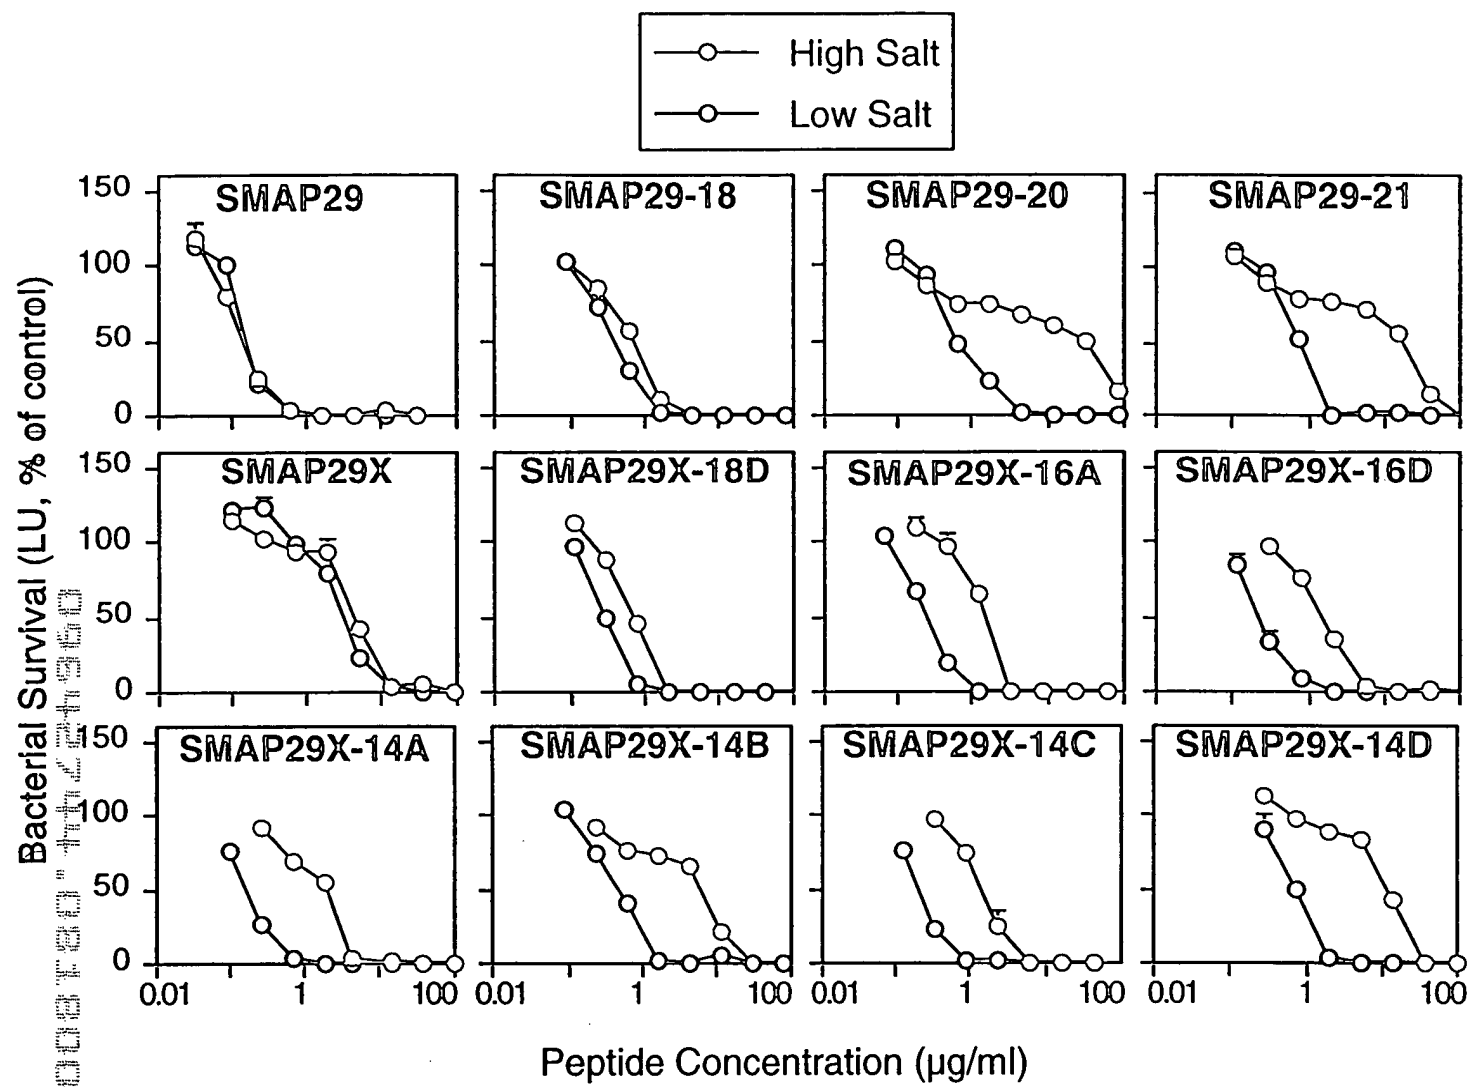 High Salt
Low Salt
SMAP29
SMAP29-18
SMAP29-20
SMAP29-21
150
100
50
0
SMAP29X
SMAP29X-18D
SMAP29X-16A
SMAP29X-16D
150
100
50
0
SMAP29X-14A
SMAP29X-14B
SMAP29X-14C
SMAP29X-14D
150
100
50
0
0.01 1 100
0.01 1 100
0.01 1 100
0.01 1 100
Bacterial Survival (LU, % of control)
Peptide Concentration (µg/ml)